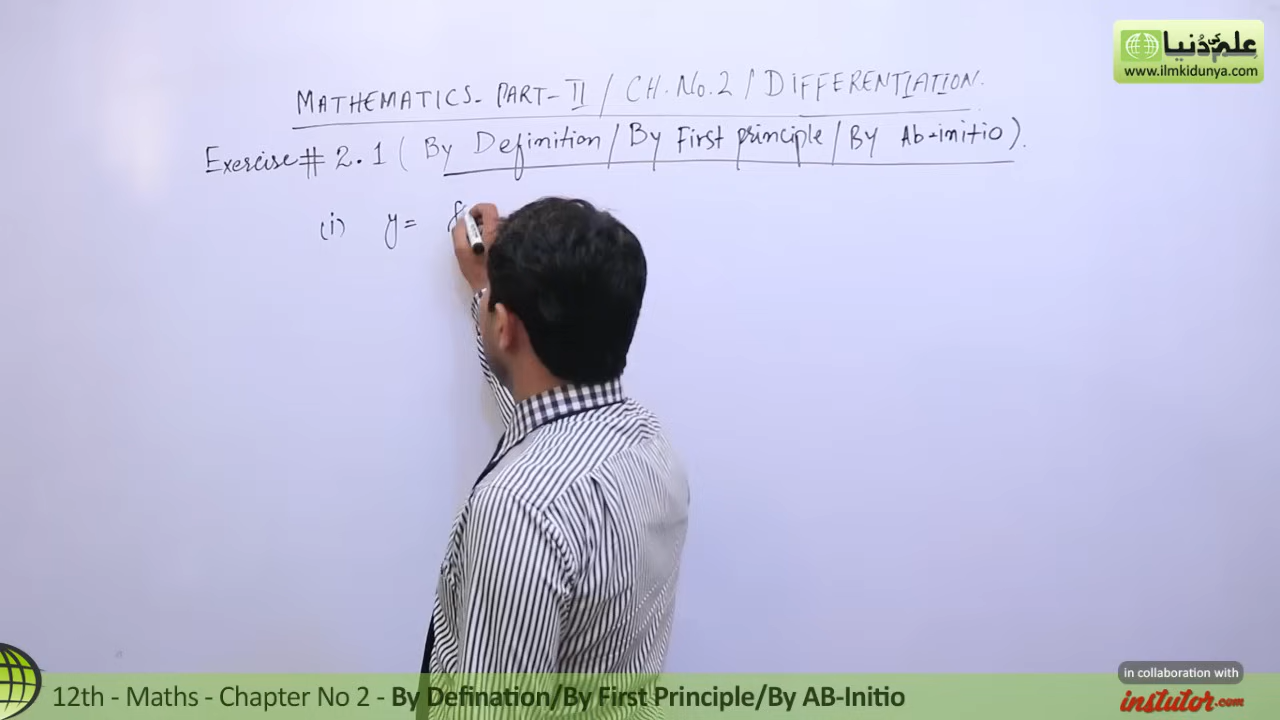 علم کی دُنیا
www.ilmkidunya.com
MATHEMATICS- PART-II / CH.No.2 / DIFFERENTIATION.
Exercise # 2.1 ( By Definition / By First principle / By Ab-initio ).
(i) y=
in collaboration with
instutor.com
12th - Maths - Chapter No 2 - By Defination/By First Principle/By AB-Initio